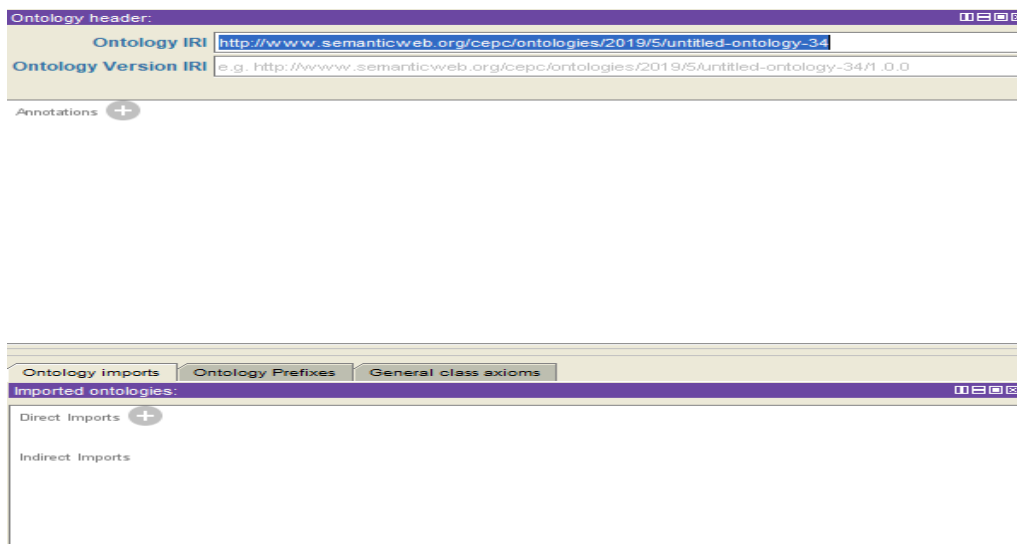 Ontology header:
Ontology IRI http://www.semanticweb.org/cepc/ontologies/2019/5/untitled-ontology-34
Ontology Version IRI e.g. http://www.semanticweb.org/cepc/ontologies/2019/5/untitled-ontology-34/1.0.0
Annotations
Ontology imports Ontology Prefixes General class axioms
Imported ontologies:
Direct Imports
Indirect Imports